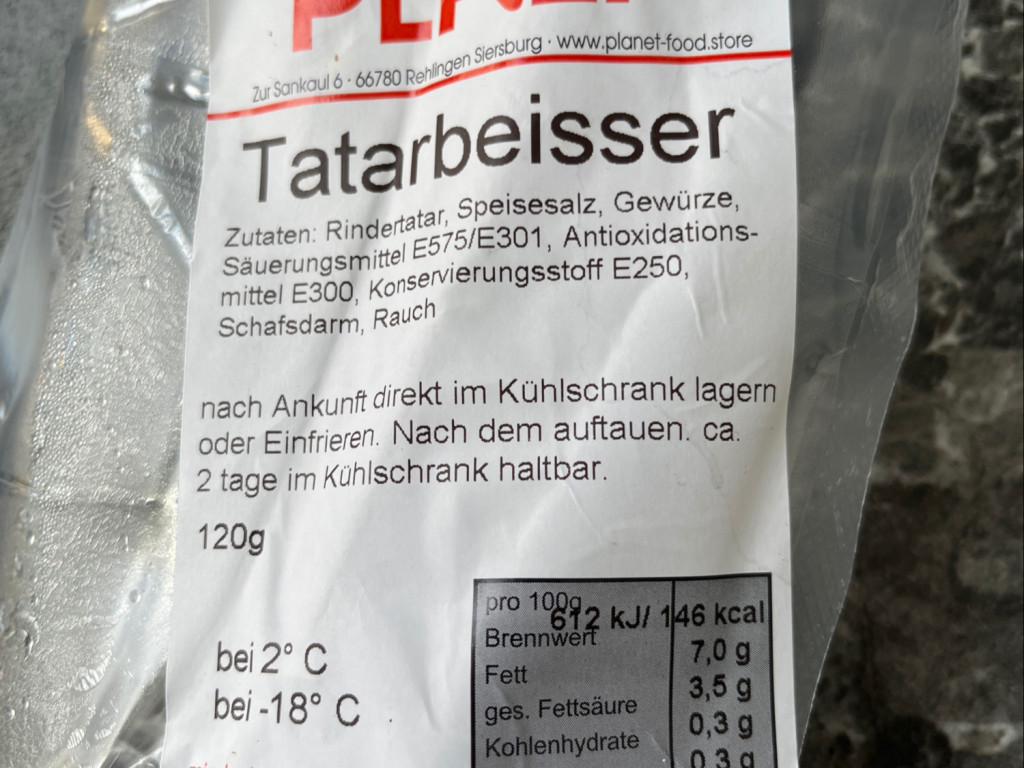 Zur Sankaul 6 · 66780 Rehlingen Siersburg · www.planet-food.store
Tatarbeisser
Zutaten: Rindertatar, Speisesalz, Gewürze,
Säuerungsmittel E575/E301, Antioxidations-
mittel E300, Konservierungsstoff E250,
Schafsdarm, Rauch
nach Ankunft direkt im Kühlschrank lagern
oder Einfrieren. Nach dem auftauen. ca.
2 tage im Kühlschrank haltbar.
120g
bei 2° C
bei -18° C
pro 100g
612 kJ/ 146 kcal
Brennwert
7,0 g
Fett
3,5 g
ges. Fettsäure
0,3 g
Kohlenhydrate
0,3 g